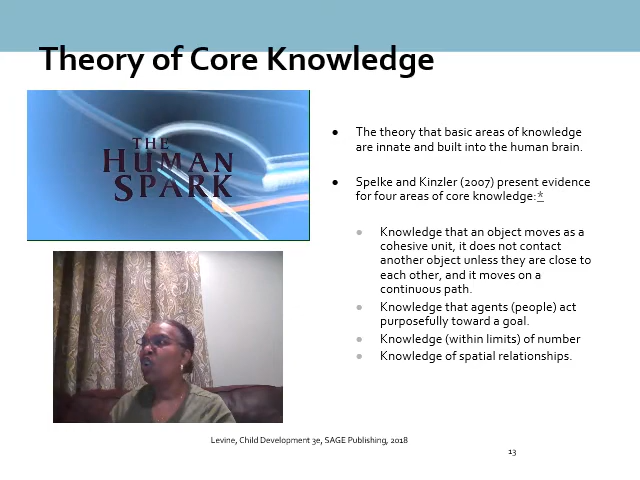 Theory of Core Knowledge
THE
HUMAN
SPARK
● The theory that basic areas of knowledge
are innate and built into the human brain.
● Spelke and Kinzler (2007) present evidence
for four areas of core knowledge:*
● Knowledge that an object moves as a
cohesive unit, it does not contact
another object unless they are close to
each other, and it moves on a
continuous path.
● Knowledge that agents (people) act
purposefully toward a goal.
● Knowledge (within limits) of number
● Knowledge of spatial relationships.
Levine, Child Development 3e, SAGE Publishing, 2018
13